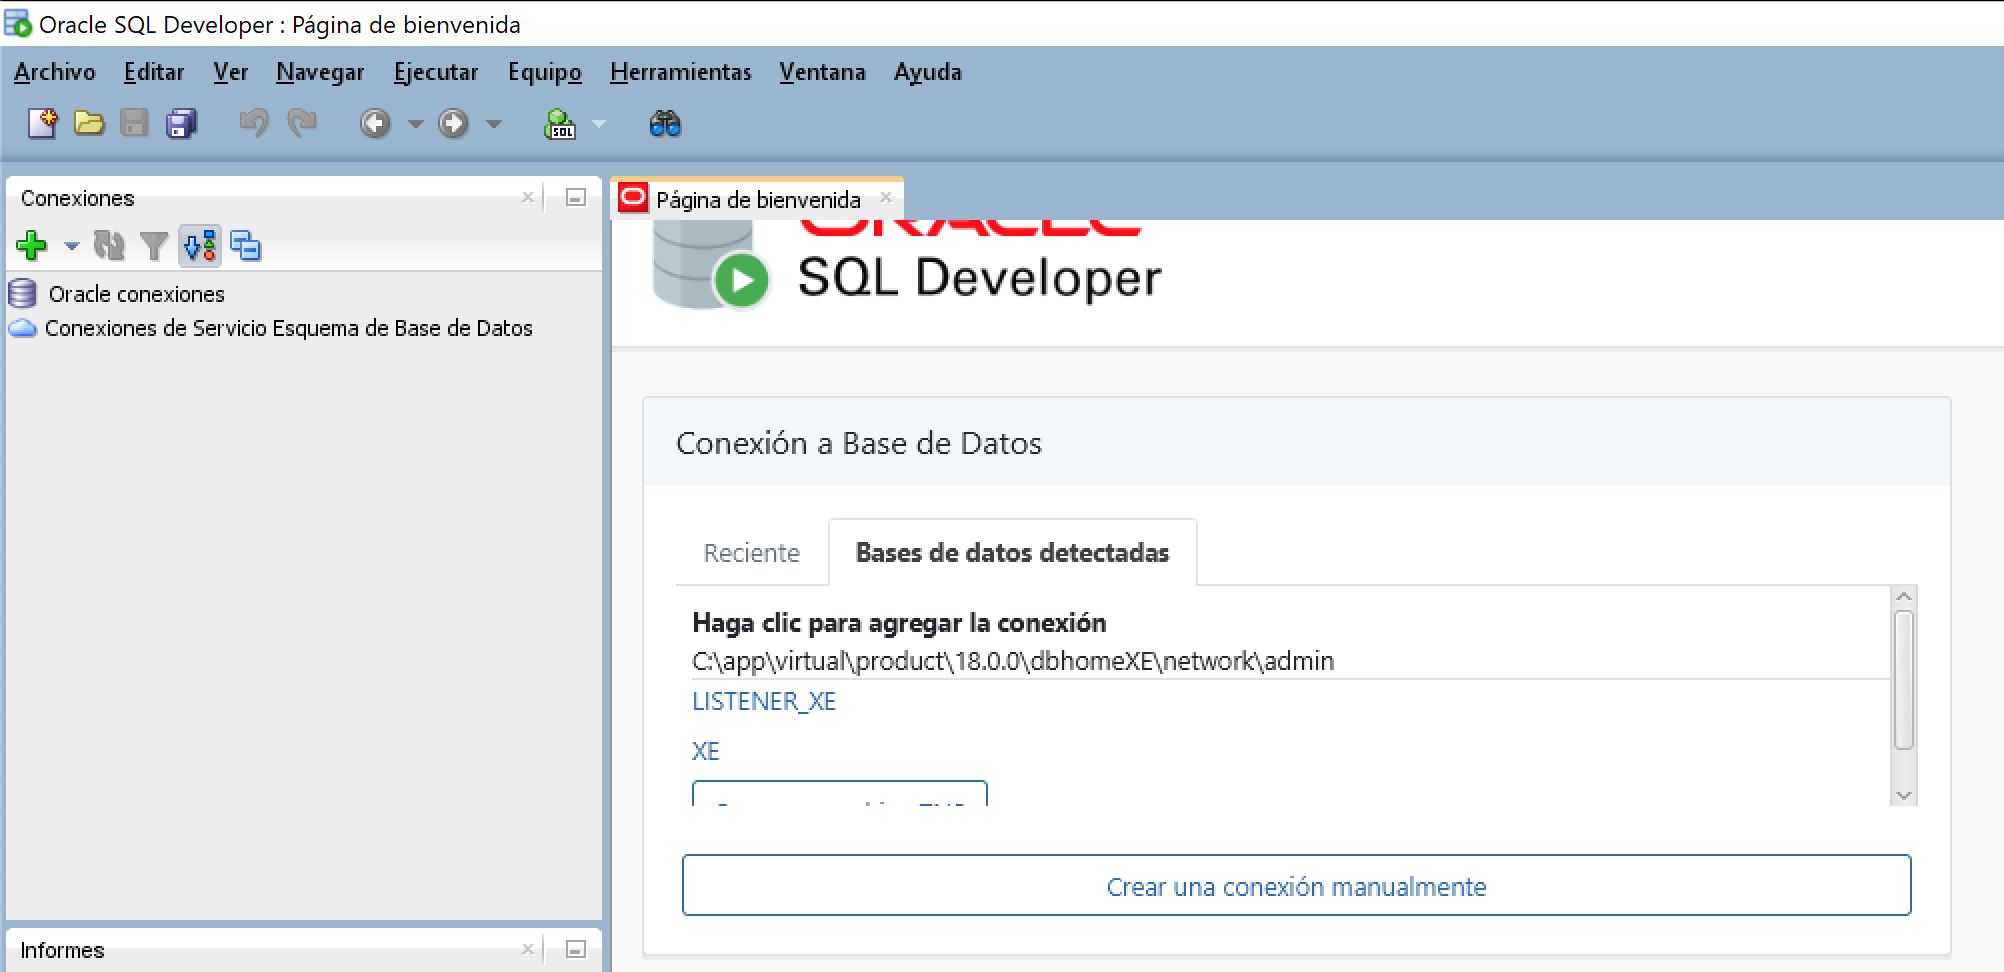 Oracle SQL Developer : Página de bienvenida
Archivo Editar Ver Navegar Ejecutar Equipo Herramientas Ventana Ayuda
SQL
Conexiones
Oracle conexiones
Conexiones de Servicio Esquema de Base de Datos
Informes
Página de bienvenida
ORACLE
SQL Developer
Conexión a Base de Datos
Reciente
Bases de datos detectadas
Haga clic para agregar la conexión
C:\app\virtual\product\18.0.0\dbhomeXE\network\admin
LISTENER_XE
XE
Crear una conexión manualmente